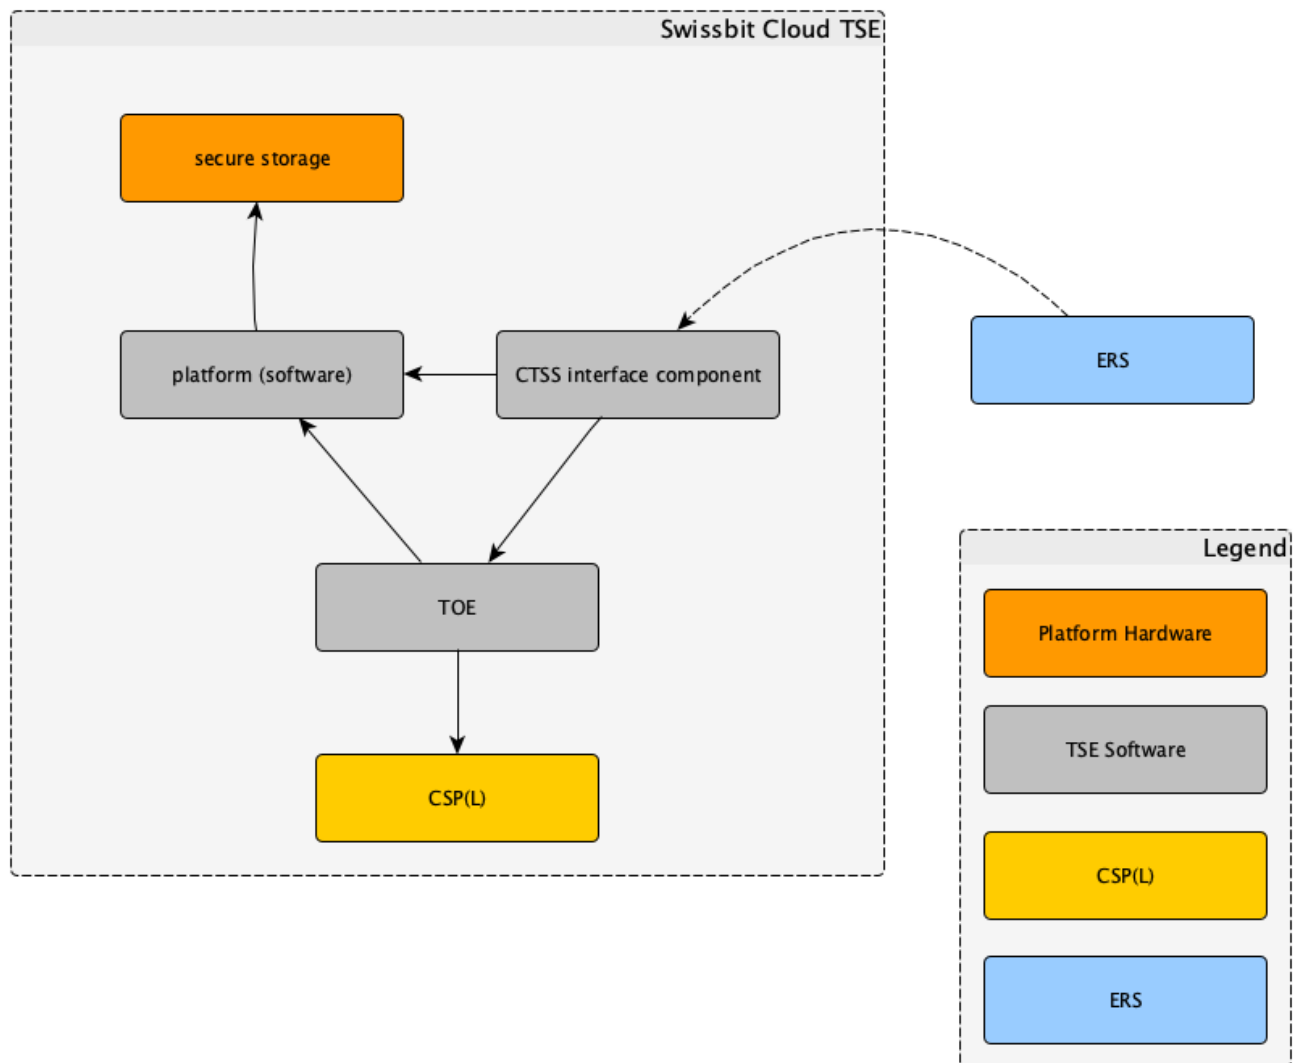 Swissbit Cloud TSE
secure storage
platform (software)
CTSS interface component
ERS
TOE
CSP(L)
Legend
Platform Hardware
TSE Software
CSP(L)
ERS